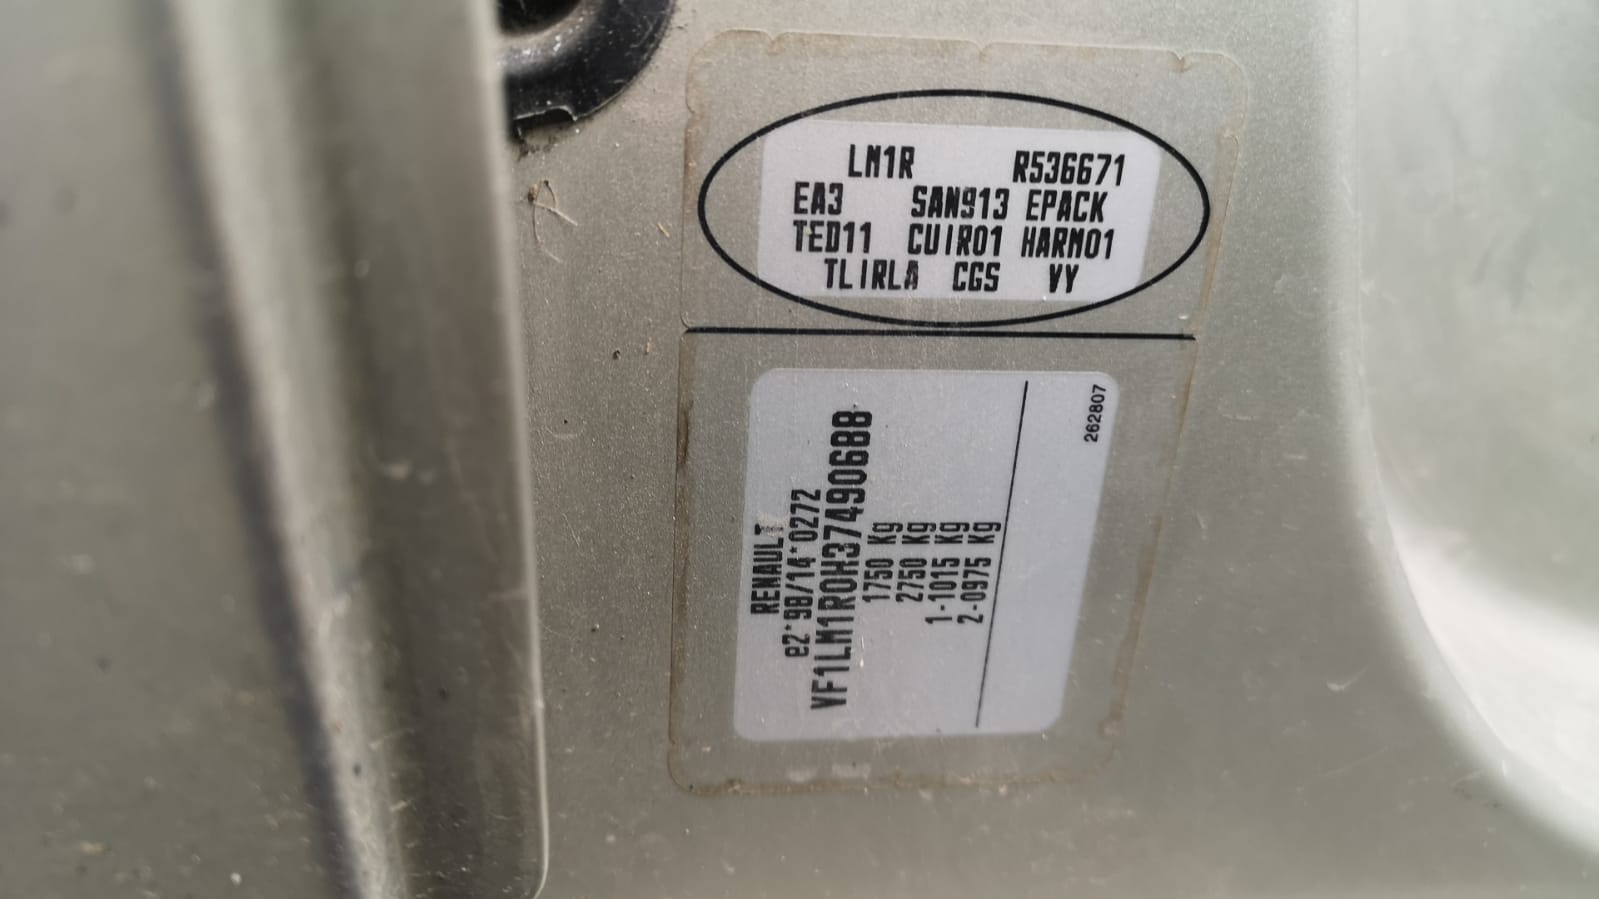 LM1R R536671
EA3 SAN913 EPACK
TED11 CUIR01 HARM01
TLIRLA CGS VY
RENAULT
e2*98/14*0272
VF1LM1R0H37490688
1750 Kg
2750 Kg
1-1015 Kg
2-0975 Kg
262807